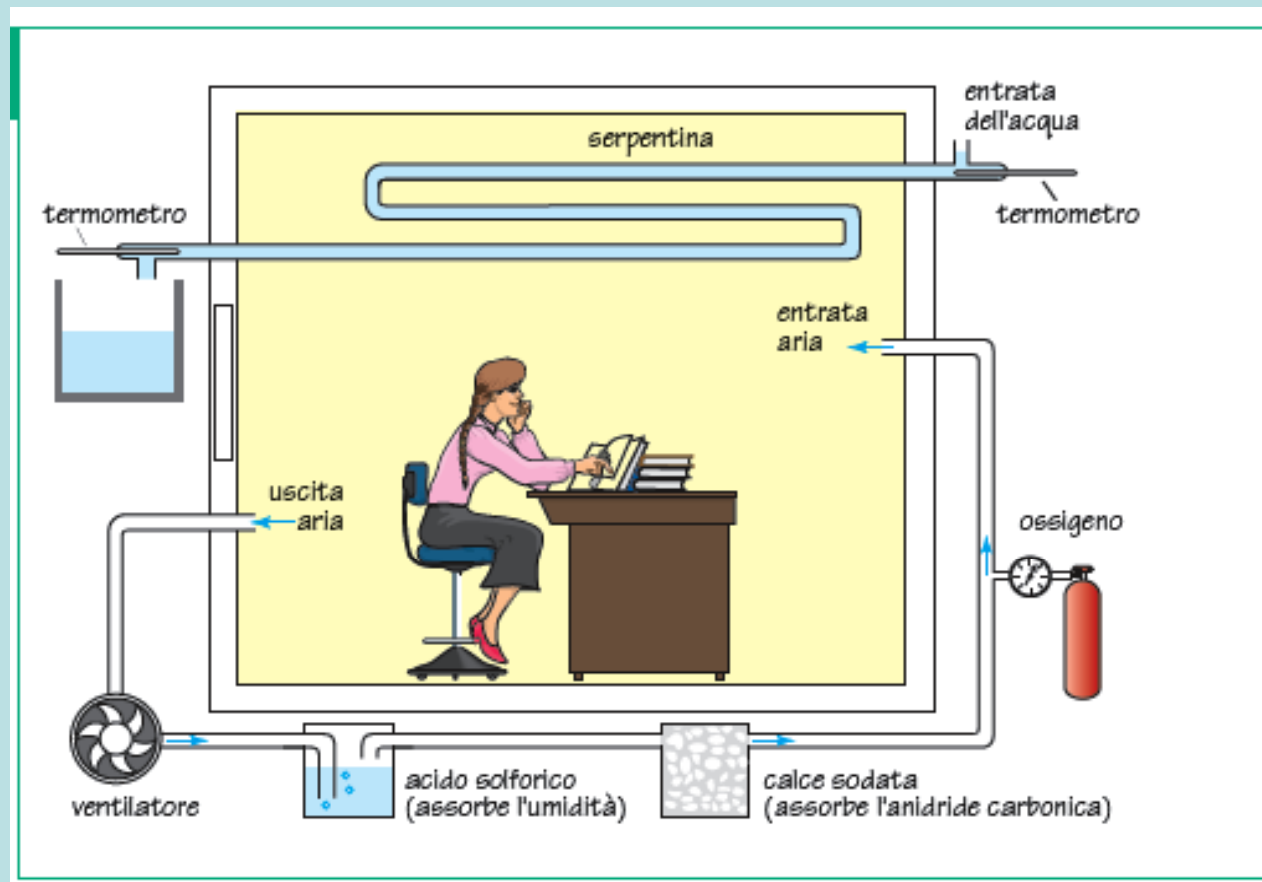 entrata
dell'acqua
serpentina
termometro
termometro
entrata
aria
uscita
aria
ossigeno
ventilatore
acido solforico
(assorbe l'umidità)
calce sodata
(assorbe l'anidride carbonica)